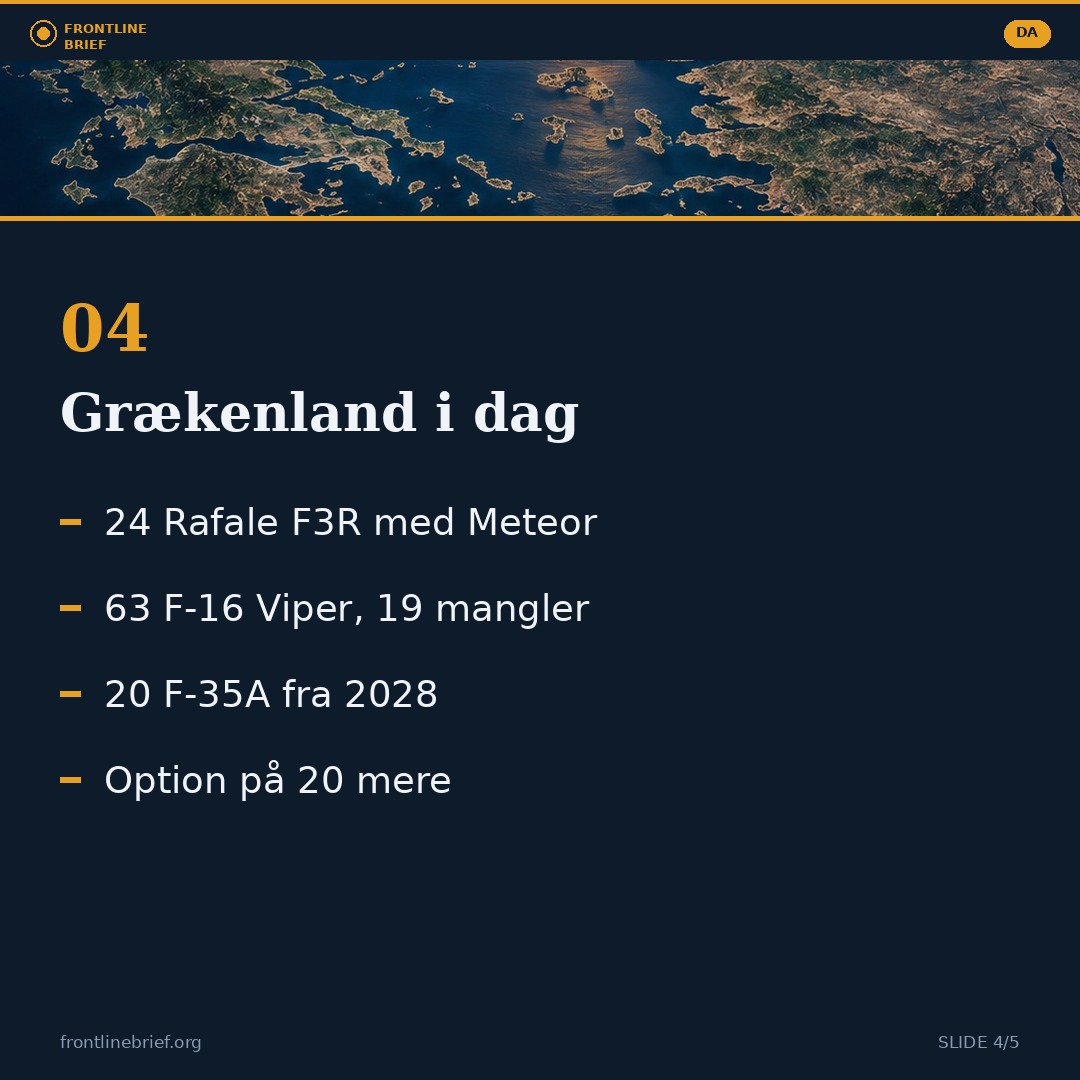 FRONTLINE
BRIEF
DA
04
Grækenland i dag
24 Rafale F3R med Meteor
63 F-16 Viper, 19 mangler
20 F-35A fra 2028
Option på 20 mere
frontlinebrief.org
SLIDE 4/5